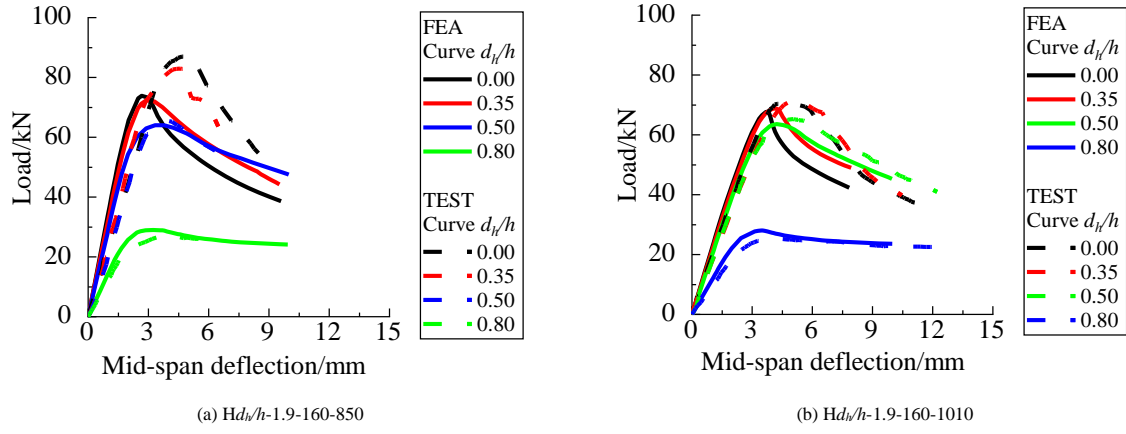 100
80
60
40
20
0
Load/kN
0 3 6 9 12 15
Mid-span deflection/mm
FEA
Curve dh/h
0.00
0.35
0.50
0.80
TEST
Curve dh/h
0.00
0.35
0.50
0.80
(a) Hdh/h-1.9-160-850
100
80
60
40
20
0
Load/kN
0 3 6 9 12 15
Mid-span deflection/mm
FEA
Curve dh/h
0.00
0.35
0.50
0.80
TEST
Curve dh/h
0.00
0.35
0.50
0.80
(b) Hdh/h-1.9-160-1010